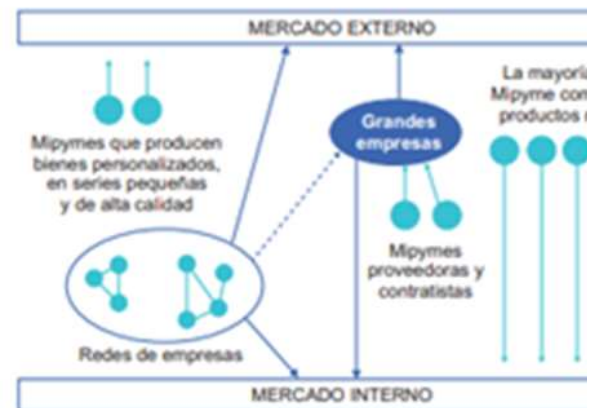 MERCADO EXTERNO
Mipymes que producen
bienes personalizados,
en series pequeñas
y de alta calidad
Grandes
empresas
La mayoría
Mipyme
productos
Mipymes
proveedoras y
contratistas
Redes de empresas
MERCADO INTERNO